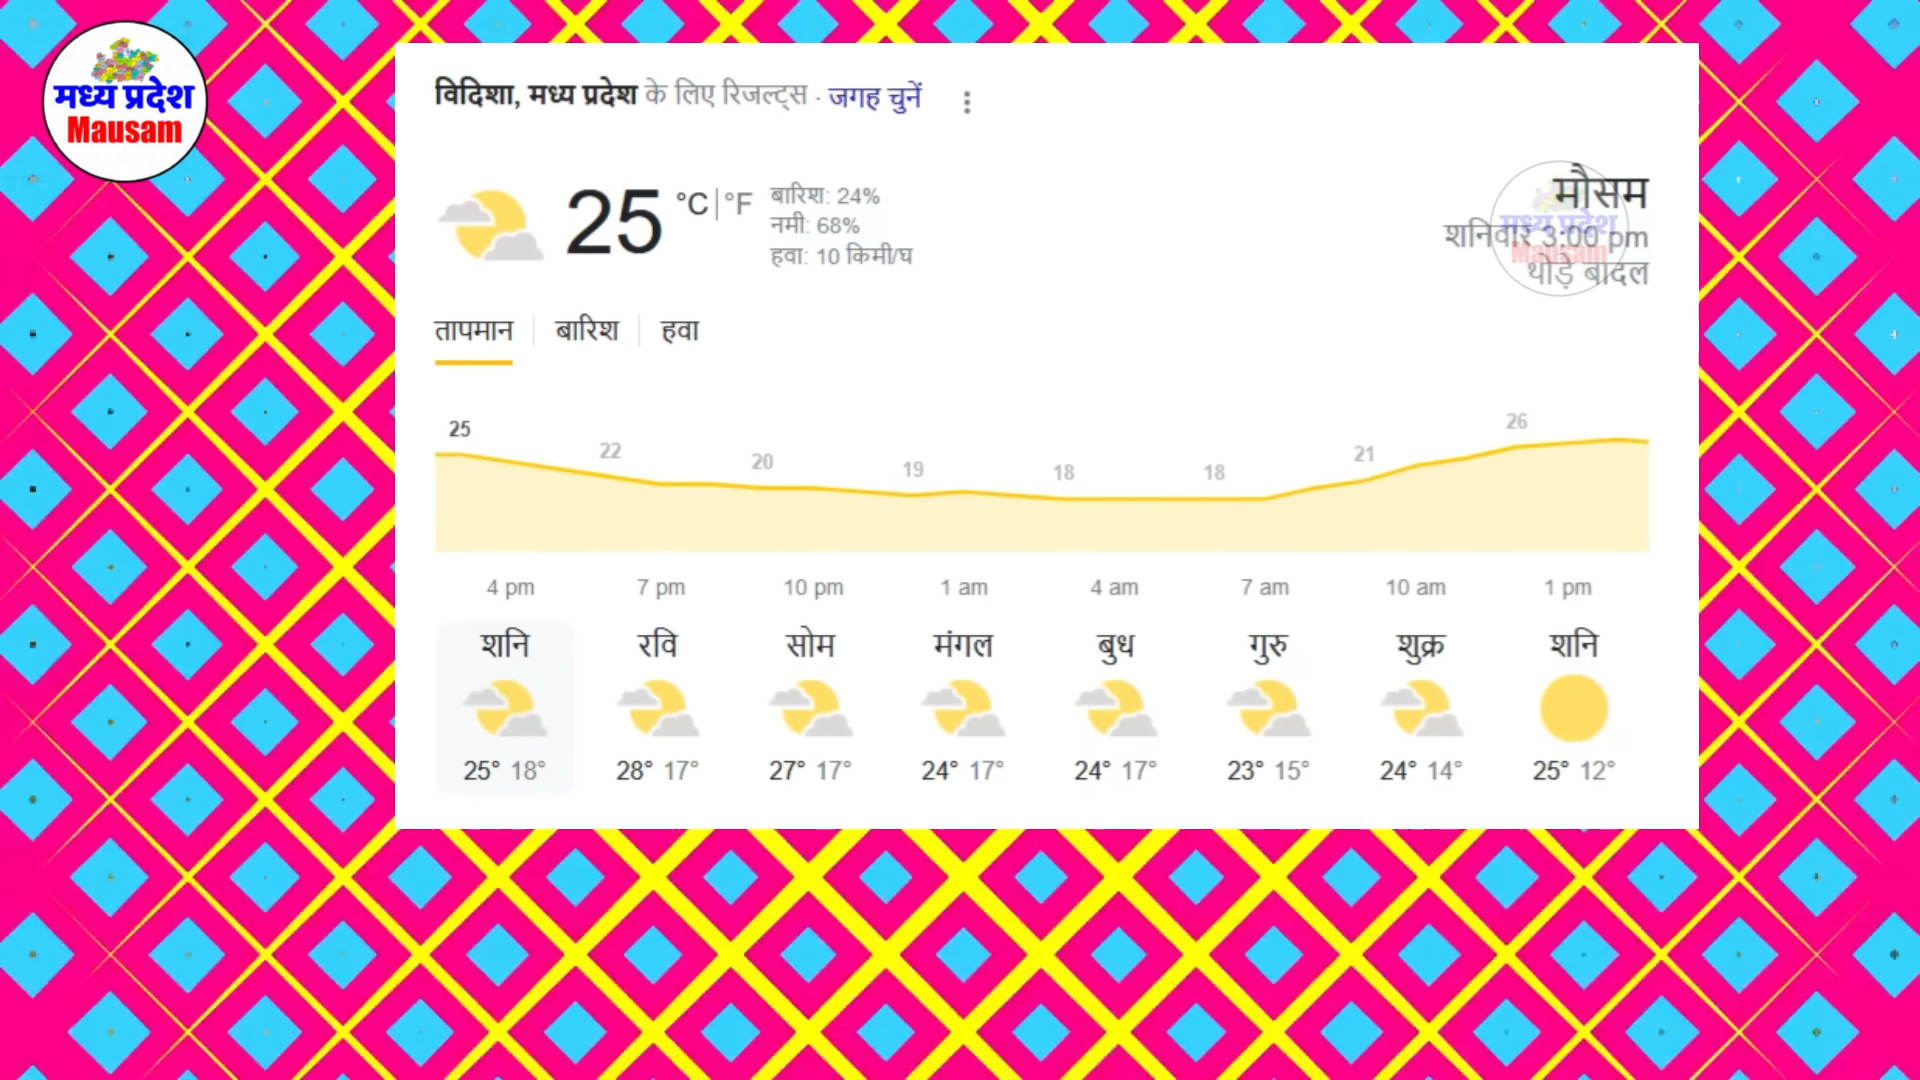 मध्य प्रदेश
Mausam
विदिशा, मध्य प्रदेश के लिए रिजल्ट्स · जगह चुनें
25 °C|°F
बारिश: 24%
नमी: 68%
हवा: 10 किमी/घ
मौसम
शनिवार 3:00 pm
थोड़े बादल
मध्य प्रदेश
Mausam
तापमान बारिश हवा
25 22 20 19 18 18 21 26
4 pm 7 pm 10 pm 1 am 4 am 7 am 10 am 1 pm
शनि रवि सोम मंगल बुध गुरु शुक्र शनि
25° 18° 28° 17° 27° 17° 24° 17° 24° 17° 23° 15° 24° 14° 25° 12°